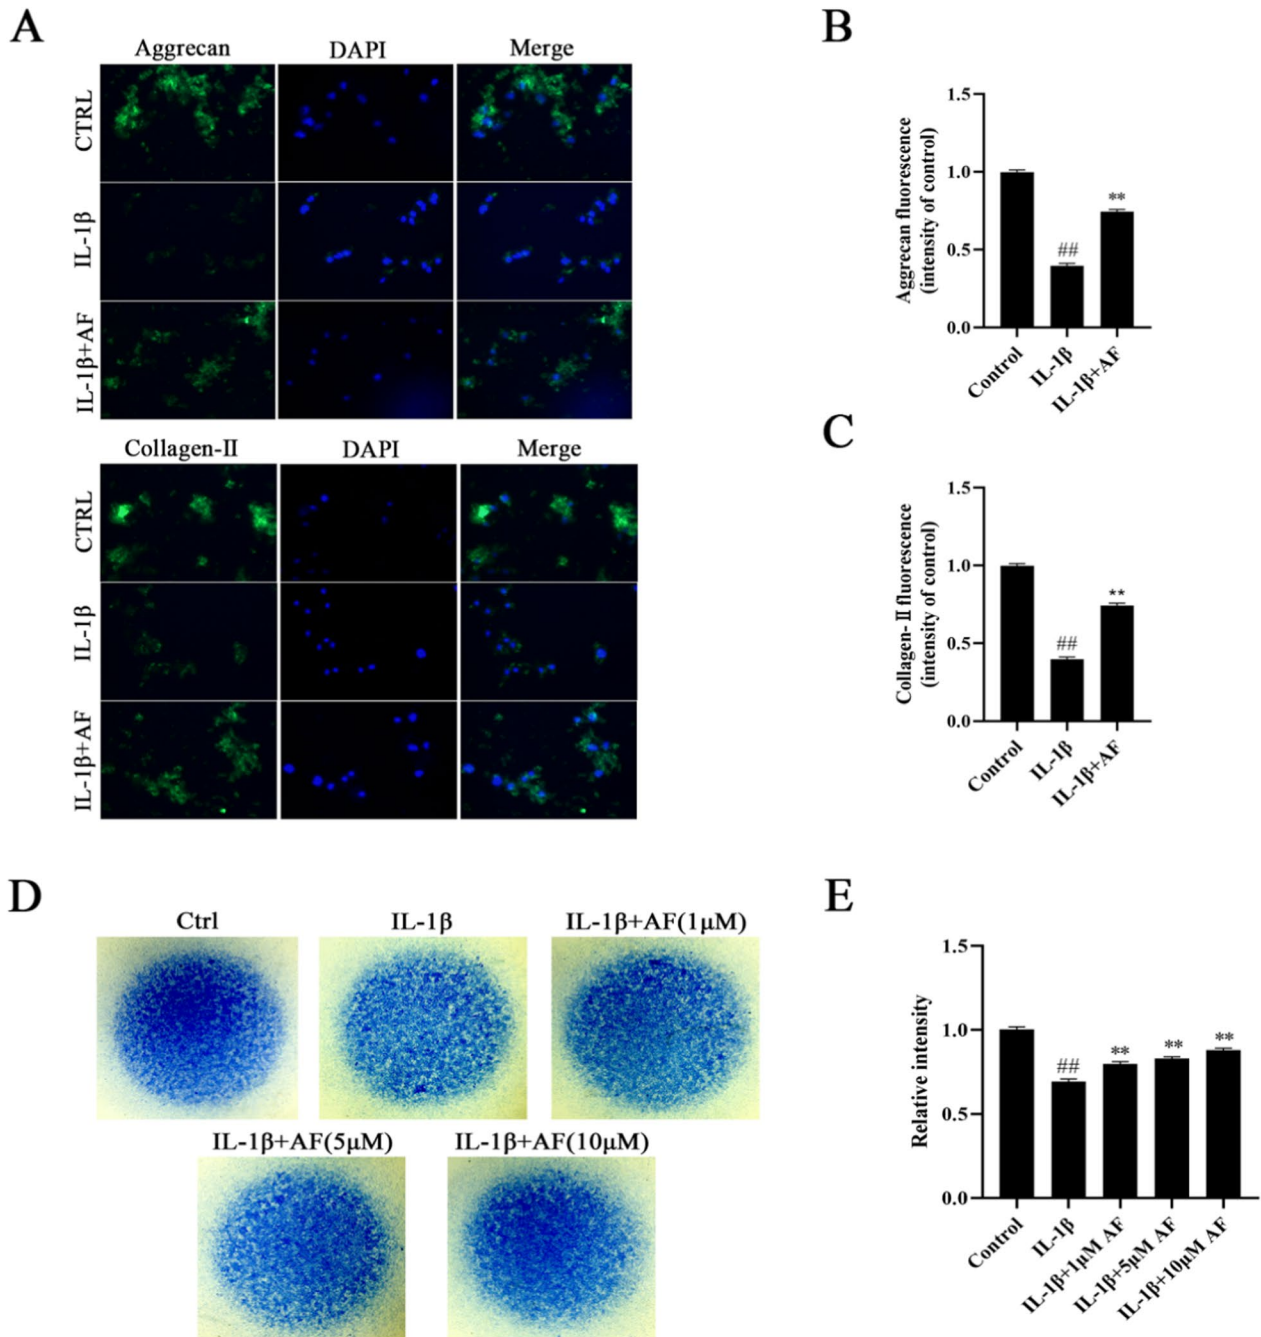 A
Aggrecan DAPI Merge
CTRL
IL-1β
IL-1β+AF
Collagen-II DAPI Merge
CTRL
IL-1β
IL-1β+AF
B
Aggrecan fluorescence
(intensity of control)
1.5
1.0
0.5
0.0
##
**
Control
IL-1β
IL-1β+AF
C
Collagen- II fluorescence
(intensity of control)
1.5
1.0
0.5
0.0
##
**
Control
IL-1β
IL-1β+AF
D
Ctrl IL-1β IL-1β+AF(1μM)
IL-1β+AF(5μM) IL-1β+AF(10μM)
E
Relative intensity
1.5
1.0
0.5
0.0
##
**
**
**
Control
IL-1β
IL-1β+1μM AF
IL-1β+5μM AF
IL-1β+10μM AF